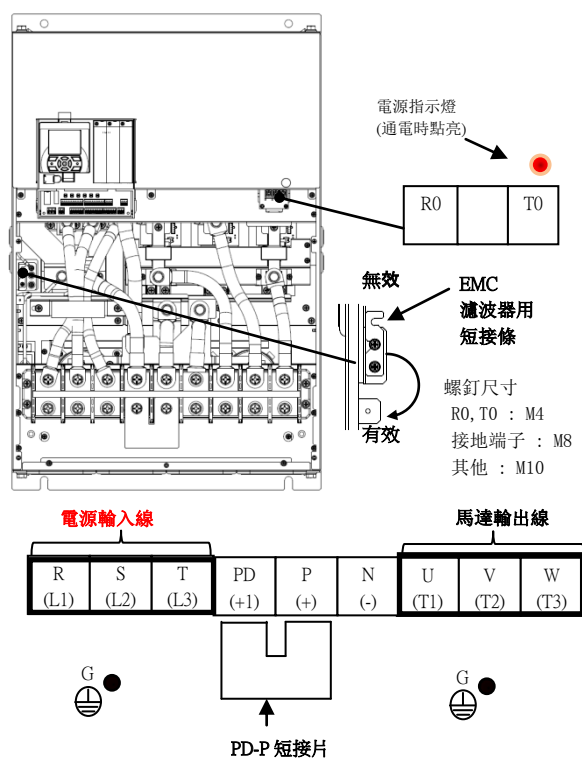 電源指示燈
(通電時點亮)
R0 T0
無效
EMC
濾波器用
短接條
有效
螺釘尺寸
R0,T0 : M4
接地端子 : M8
其他 : M10
電源輸入線
馬達輸出線
R S T PD P N U V W
(L1) (L2) (L3) (+1) (+) (-) (T1) (T2) (T3)
G G
PD-P 短接片